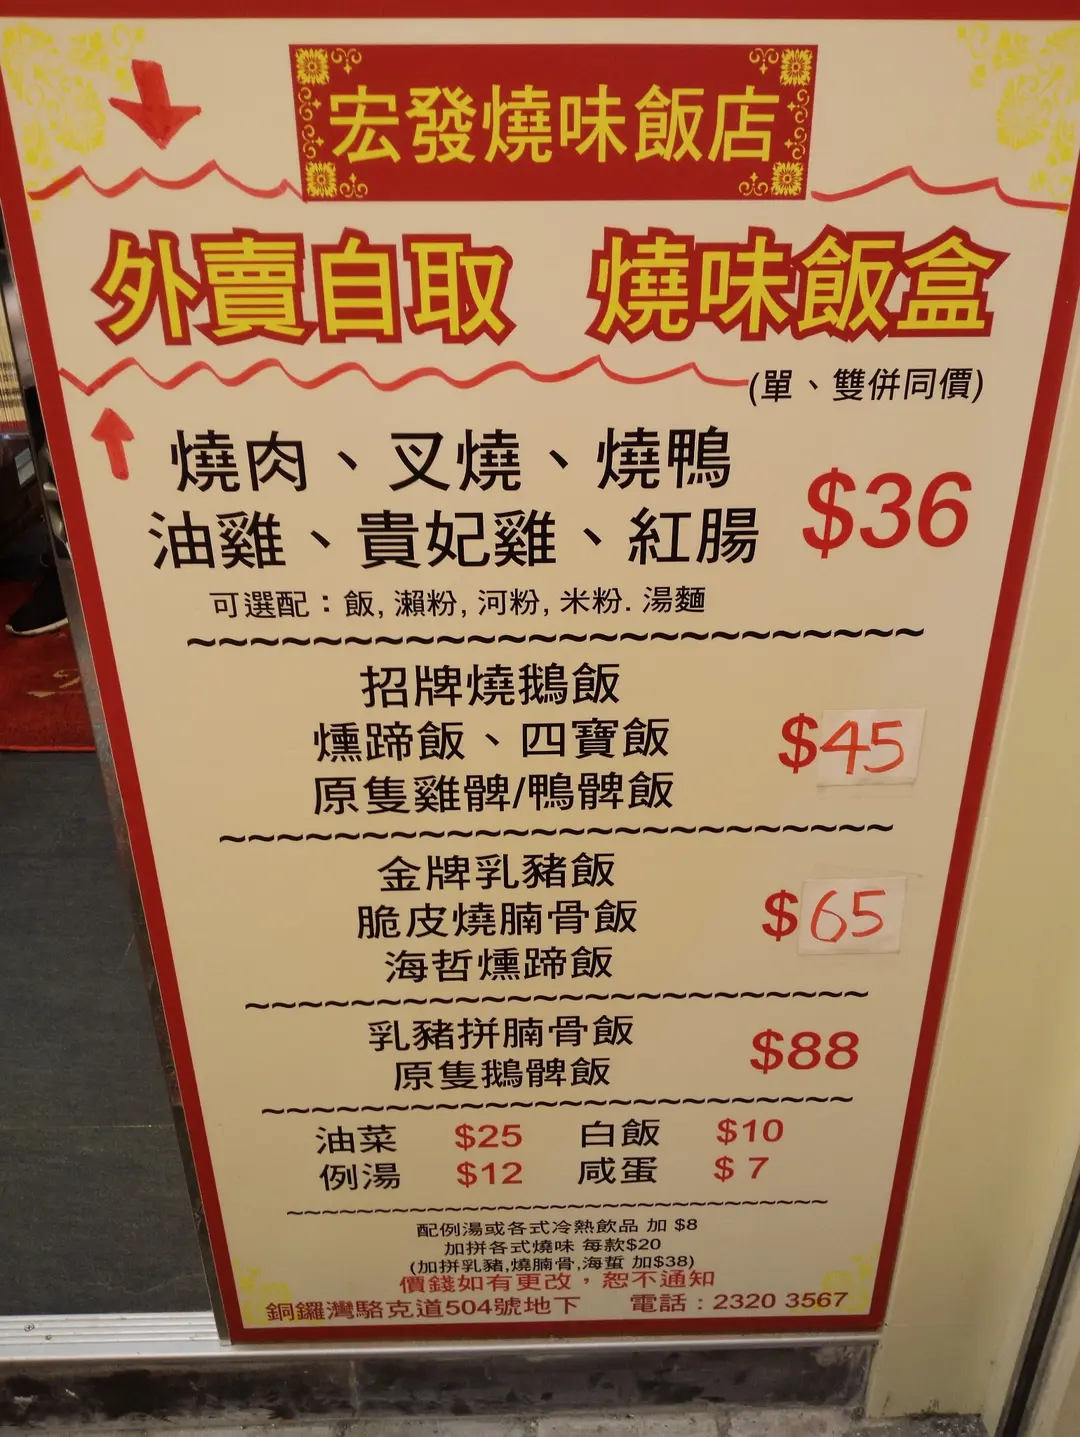 宏發燒味飯店
外賣自取 燒味飯盒
(單、雙併同價)
燒肉、叉燒、燒鴨
油雞、貴妃雞、紅腸 $36
可選配：飯, 瀨粉, 河粉, 米粉. 湯麵
招牌燒鵝飯
燻蹄飯、四寶飯 $45
原隻雞髀/鴨髀飯
金牌乳豬飯
脆皮燒腩骨飯 $65
海哲燻蹄飯
乳豬拼腩骨飯 $88
原隻鵝髀飯
油菜 $25 白飯 $10
例湯 $12 咸蛋 $7
配例湯或各式冷熱飲品 加 $8
加拼各式燒味 每款$20
(加拼乳豬,燒腩骨,海蜇 加$38)
價錢如有更改，恕不通知
銅鑼灣駱克道504號地下 電話：2320 3567